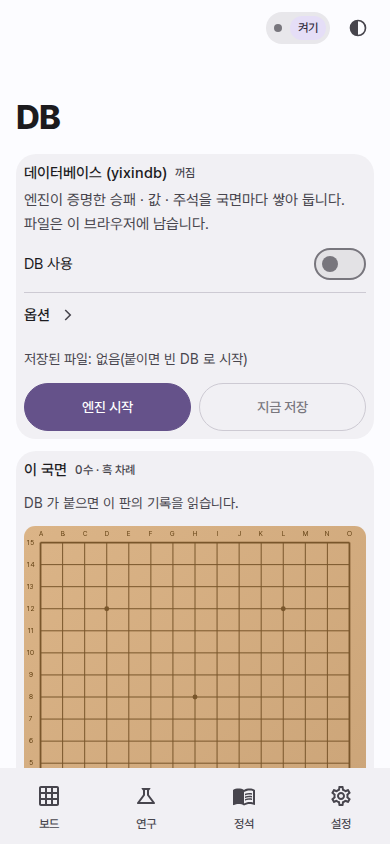 켜기
DB
데이터베이스 (yixindb) 꺼짐
엔진이 증명한 승패 · 값 · 주석을 국면마다 쌓아 둡니다.
파일은 이 브라우저에 남습니다.
DB 사용
옵션
저장된 파일: 없음(붙이면 빈 DB 로 시작)
엔진 시작 지금 저장
이 국면 0수 · 흑 차례
DB 가 붙으면 이 판의 기록을 읽습니다.
A B C D E F G H I J K L M N O
15
14
13
12
11
10
9
8
7
6
5
보드 연구 정석 설정